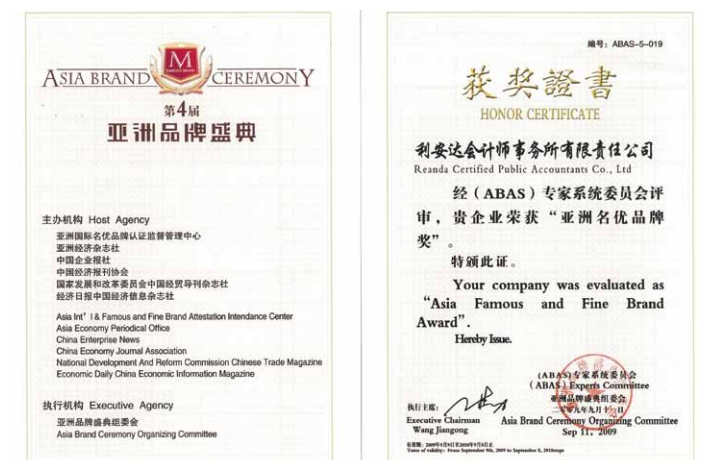 ASIA BRAND CEREMONY
M
第4届
亚洲品牌盛典
主办机构 Host Agency
亚洲国际名优品牌认证监督管理中心
亚洲经济杂志社
中国企业报社
中国经济报刊协会
国家发展和改革委员会中国经贸导刊杂志社
经济日报中国经济信息杂志社
Asia Int' l & Famous and Fine Brand Attestation Intendance Center
Asia Economy Periodical Office
China Enterprise News
China Economy Journal Association
National Development And Reform Commission Chinese Trade Magazine
Economic Daily China Economic Information Magazine
执行机构 Executive Agency
亚洲品牌盛典组委会
Asia Brand Ceremony Organizing Committee
编号：ABAS-5-019
获奖證書
HONOR CERTIFICATE
利安达会计师事务所有限责任公司
Reanda Certified Public Accountants Co., Ltd
经（ABAS）专家系统委员会评
审，贵企业荣获“亚洲名优品牌
奖”。
特颁此证。
Your company was evaluated as
“Asia Famous and Fine Brand
Award”.
Hereby Issue.
(ABAS)专家系统委员会
(ABAS) Experts Committee
亚洲品牌盛典组委会
二零零九年九月十一日
执行主席：
Executive Chairman
Wang Jiangong
Asia Brand Ceremony Organizing Committee
Sep 11, 2009